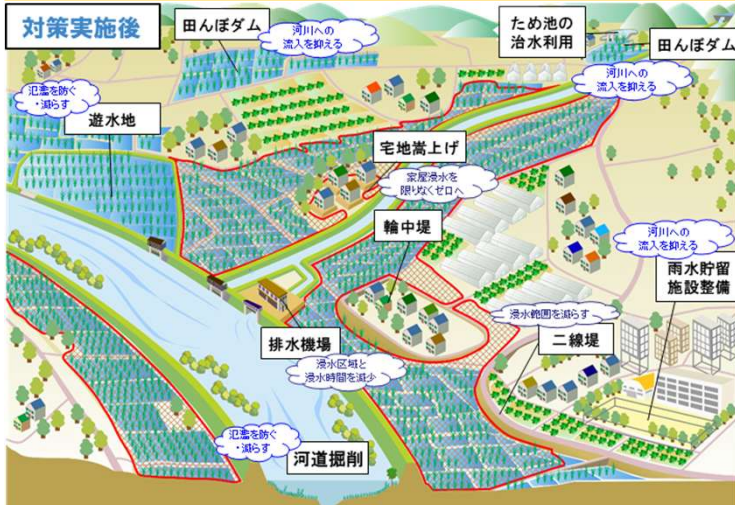 対策実施後
田んぼダム
河川への
流入を抑える
ため池の
治水利用
田んぼダム
河川への
流入を抑える
氾濫を防ぐ
・減らす
遊水地
宅地嵩上げ
家屋浸水を
限りなくゼロへ
輪中堤
河川への
流入を抑える
雨水貯留
施設整備
浸水範囲を減らす
二線堤
排水機場
浸水区域と
浸水時間を減少
氾濫を防ぐ
・減らす
河道掘削